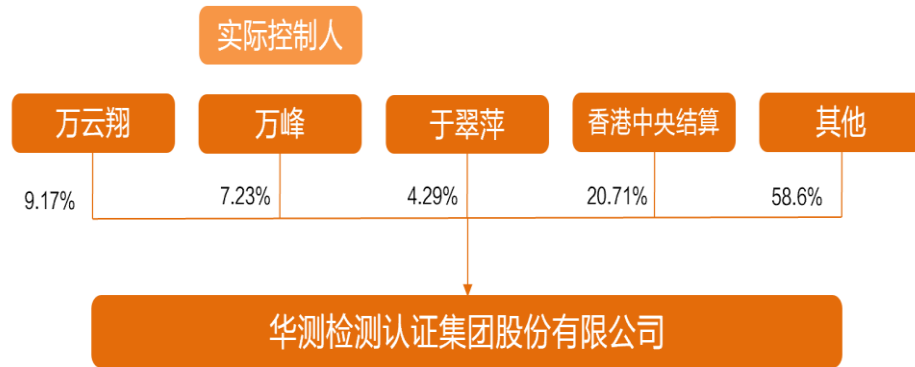 实际控制人
万云翔
万峰
于翠萍
香港中央结算
其他
9.17%
7.23%
4.29%
20.71%
58.6%
华测检测认证集团股份有限公司